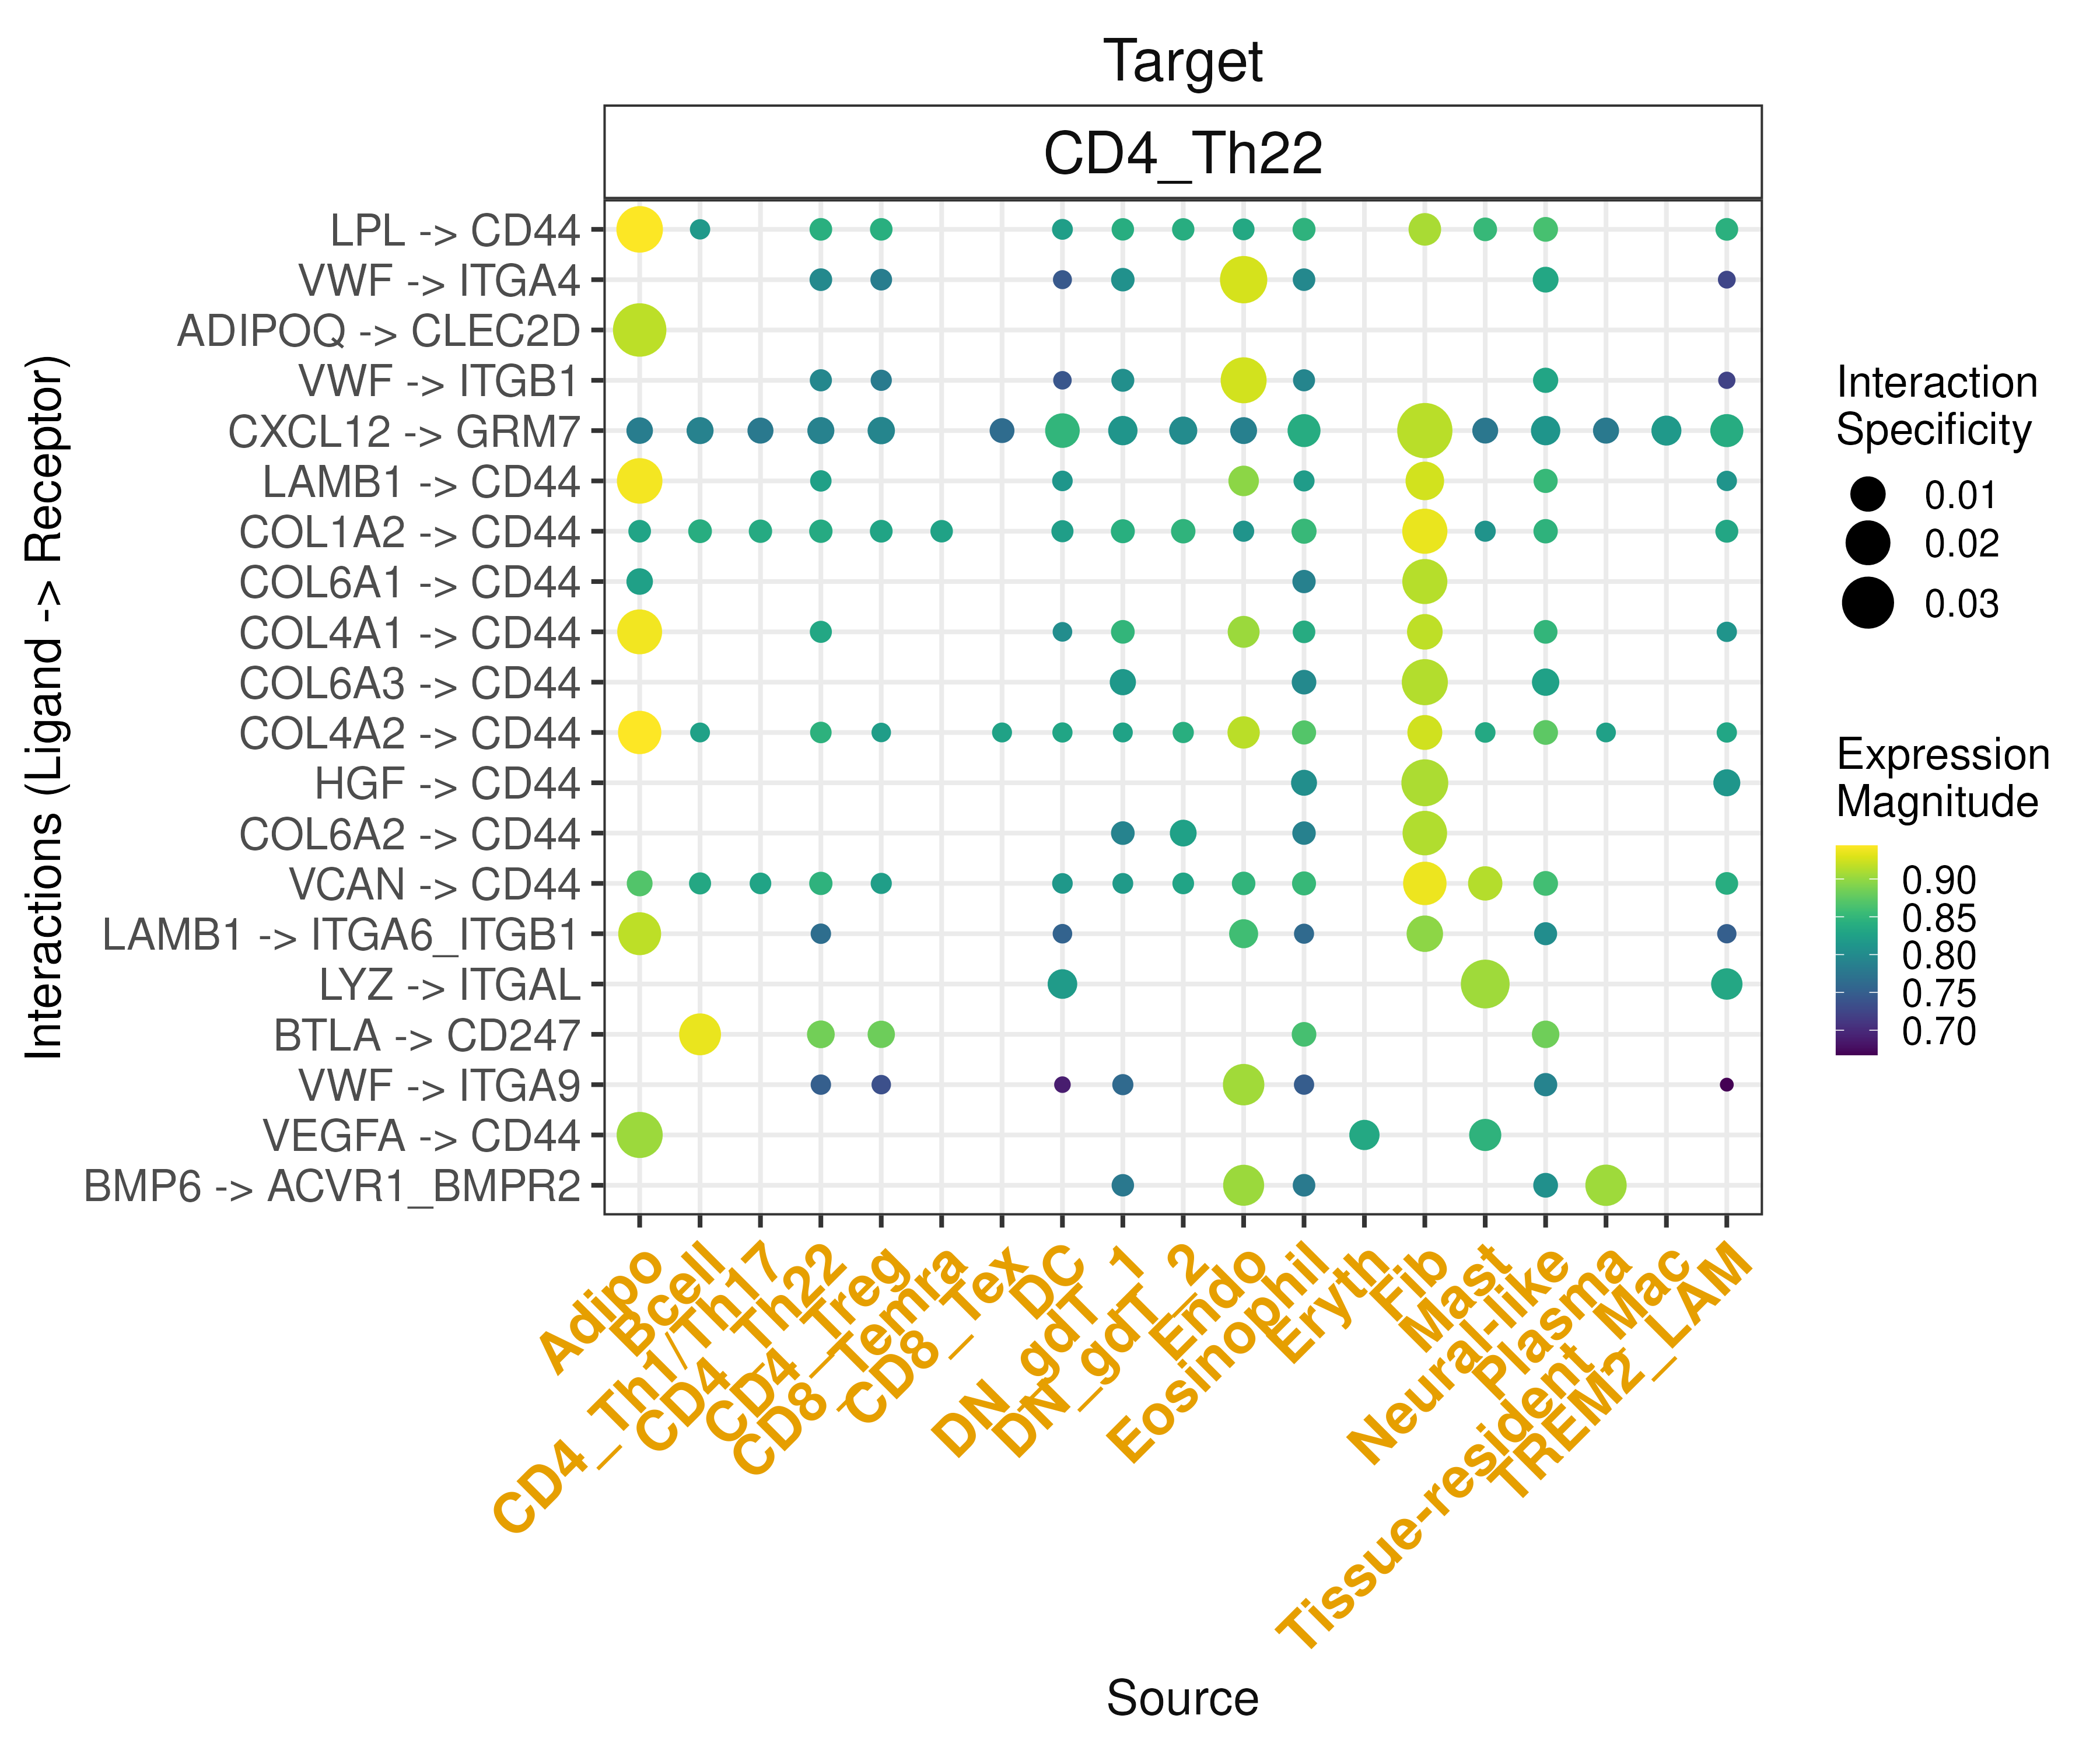 Target
CD4_Th22
Interactions (Ligand -> Receptor)
LPL -> CD44
VWF -> ITGA4
ADIPOQ -> CLEC2D
VWF -> ITGB1
CXCL12 -> GRM7
LAMB1 -> CD44
COL1A2 -> CD44
COL6A1 -> CD44
COL4A1 -> CD44
COL6A3 -> CD44
COL4A2 -> CD44
HGF -> CD44
COL6A2 -> CD44
VCAN -> CD44
LAMB1 -> ITGA6_ITGB1
LYZ -> ITGAL
BTLA -> CD247
VWF -> ITGA9
VEGFA -> CD44
BMP6 -> ACVR1_BMPR2
Adipo
Bcell
CD4_Th1/Th17
CD4_Th22
CD4_Treg
CD8_Temra
CD8_Tex
DC
DN_gdT_1
DN_gdT_2
Endo
Eosinophil
Eryth
Fib
Mast
Neural-like
Plasma
Tissue-resident Mac
TREM2_LAM
Source
Interaction
Specificity
0.01
0.02
0.03
Expression
Magnitude
0.90
0.85
0.80
0.75
0.70